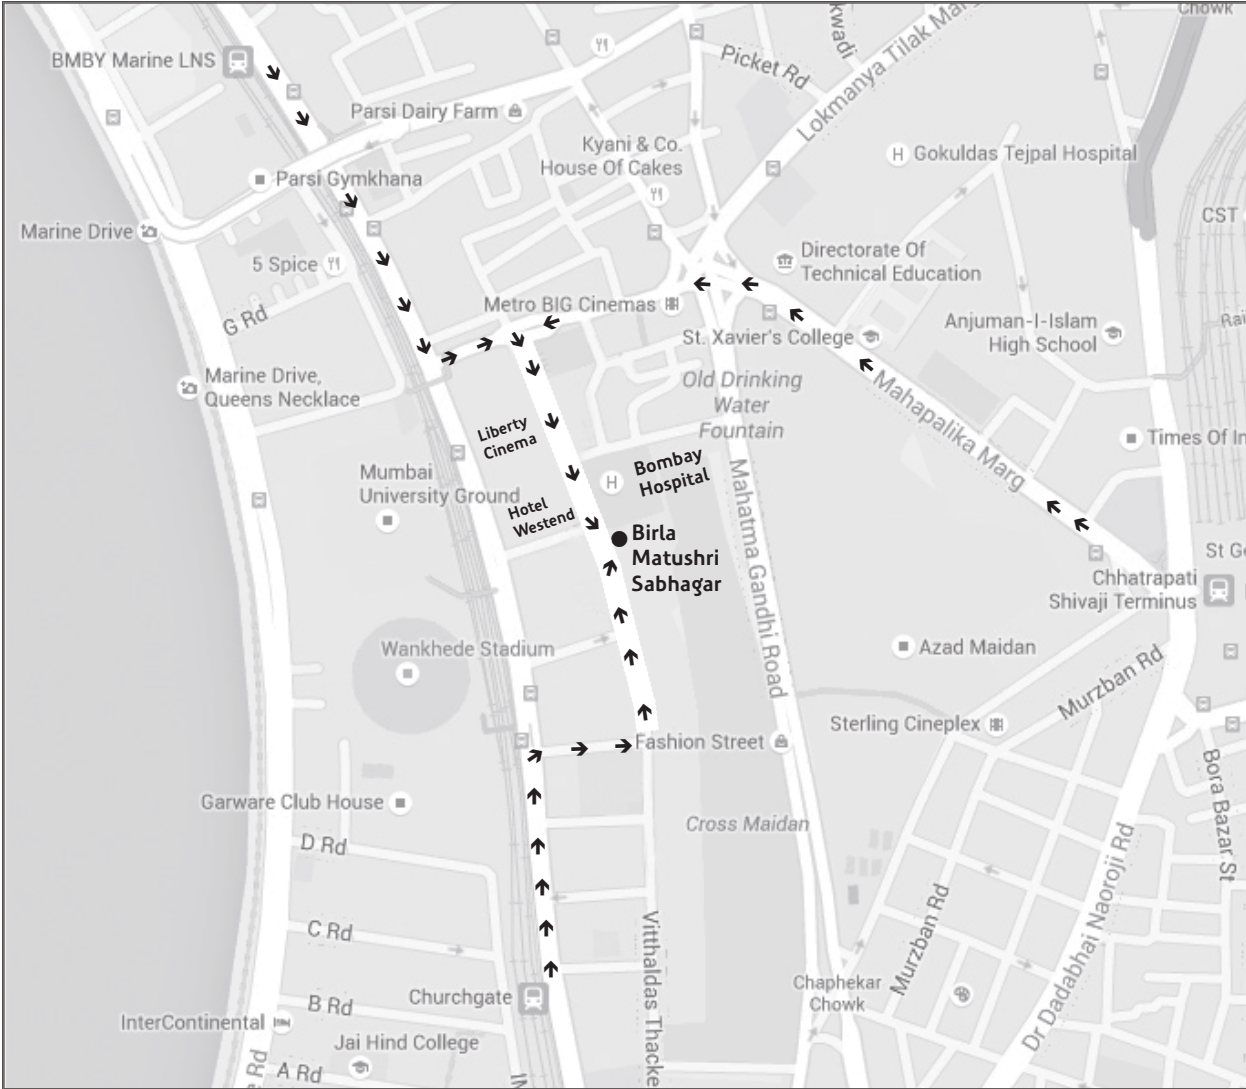 Chowk
kwadi
Lokmanya Tilak Marg
Picket Rd
BMBY Marine LNS
Parsi Dairy Farm
Kyani & Co.
House Of Cakes
H Gokuldas Tejpal Hospital
Parsi Gymkhana
CST
Marine Drive
5 Spice
Directorate Of
Technical Education
Metro BIG Cinemas
G Rd
St. Xavier's College
Anjuman-I-Islam
High School
Rai
Marine Drive,
Queens Necklace
Old Drinking
Water
Fountain
Mahapalika Marg
Liberty
Cinema
Times Of In
Mumbai
University Ground
H
Bombay
Hospital
Hotel
Westend
Birla
Matushri
Sabhagar
Mahatma Gandhi Road
St Ge
Chhatrapati
Shivaji Terminus
Wankhede Stadium
Azad Maidan
Murzban Rd
Sterling Cineplex
Fashion Street
Bora Bazar St
Garware Club House
Cross Maidan
D Rd
Dr Dadabhai Naoroji Rd
C Rd
Vitthaldas Thacke
Murzban Rd
Churchgate
Chaphekar
Chowk
B Rd
InterContinental
Jai Hind College
A Rd
e Rd